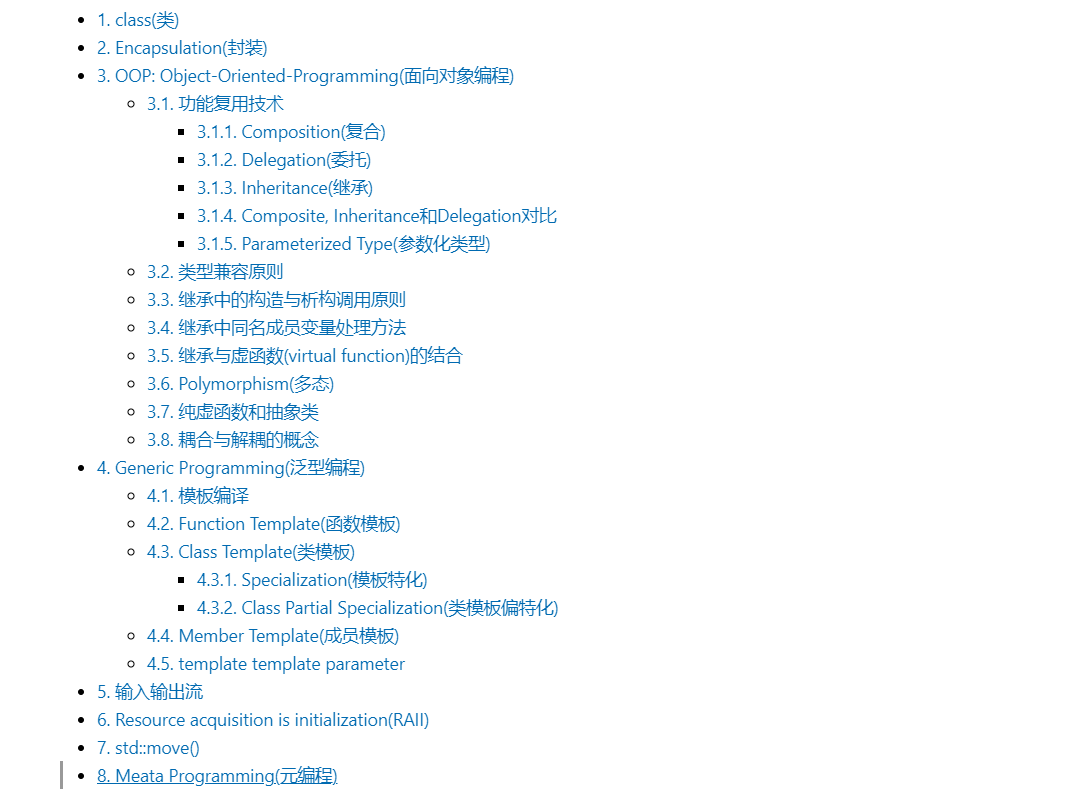 1. class(类)
2. Encapsulation(封装)
3. OOP: Object-Oriented-Programming(面向对象编程)
3.1. 功能复用技术
3.1.1. Composition(复合)
3.1.2. Delegation(委托)
3.1.3. Inheritance(继承)
3.1.4. Composite, Inheritance和Delegation对比
3.1.5. Parameterized Type(参数化类型)
3.2. 类型兼容原则
3.3. 继承中的构造与析构调用原则
3.4. 继承中同名成员变量处理方法
3.5. 继承与虚函数(virtual function)的结合
3.6. Polymorphism(多态)
3.7. 纯虚函数和抽象类
3.8. 耦合与解耦的概念
4. Generic Programming(泛型编程)
4.1. 模板编译
4.2. Function Template(函数模板)
4.3. Class Template(类模板)
4.3.1. Specialization(模板特化)
4.3.2. Class Partial Specialization(类模板偏特化)
4.4. Member Template(成员模板)
4.5. template template parameter
5. 输入输出流
6. Resource acquisition is initialization(RAII)
7. std::move()
8. Meata Programming(元编程)